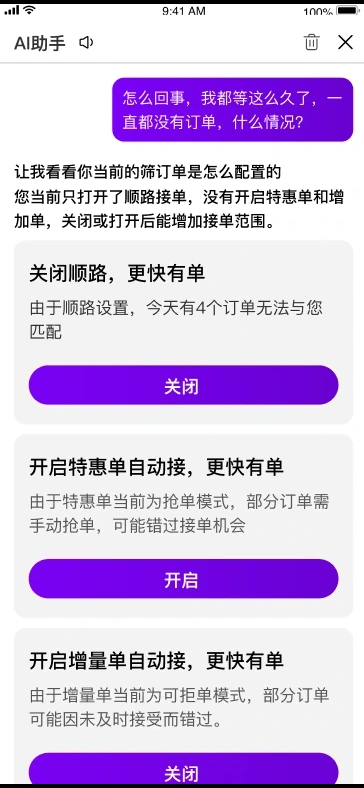 9:41 AM
100%
AI助手
怎么回事，我都等这么久了，一
直都没有订单，什么情况？
让我看看你当前的筛订单是怎么配置的
您当前只打开了顺路接单，没有开启特惠单和增
加单，关闭或打开后能增加接单范围。
关闭顺路，更快有单
由于顺路设置，今天有4个订单无法与您
匹配
关闭
开启特惠单自动接，更快有单
由于特惠单当前为抢单模式，部分订单需
手动抢单，可能错过接单机会
开启
开启增量单自动接，更快有单
由于增量单当前为可拒单模式，部分订单
可能因未及时接受而错过。
关闭